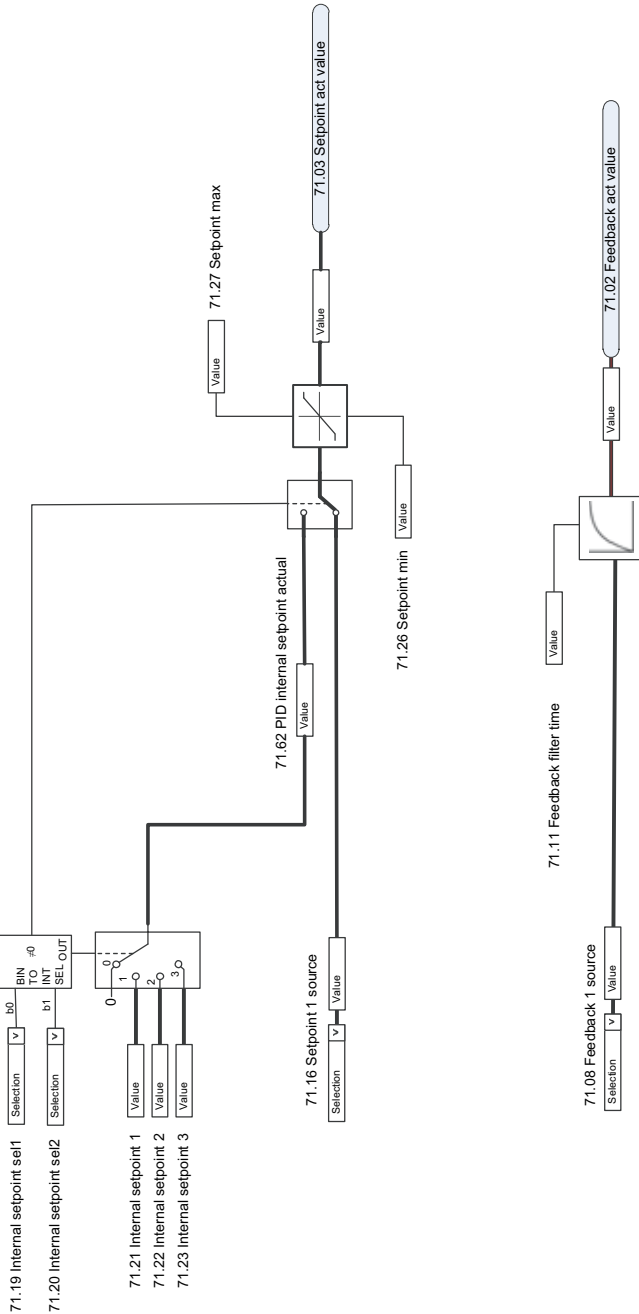 71.19 Internal setpoint sel1
Selection
v
b0
71.20 Internal setpoint sel2
Selection
v
b1
BIN
TO
INT
SEL
≠0
OUT
0
0
1
2
3
71.21 Internal setpoint 1
Value
71.22 Internal setpoint 2
Value
71.23 Internal setpoint 3
Value
71.62 PID internal setpoint actual
Value
71.16 Setpoint 1 source
Selection
v
Value
71.27 Setpoint max
Value
71.26 Setpoint min
Value
Value
71.03 Setpoint act value
71.11 Feedback filter time
Value
71.08 Feedback 1 source
Selection
v
Value
Value
71.02 Feedback act value